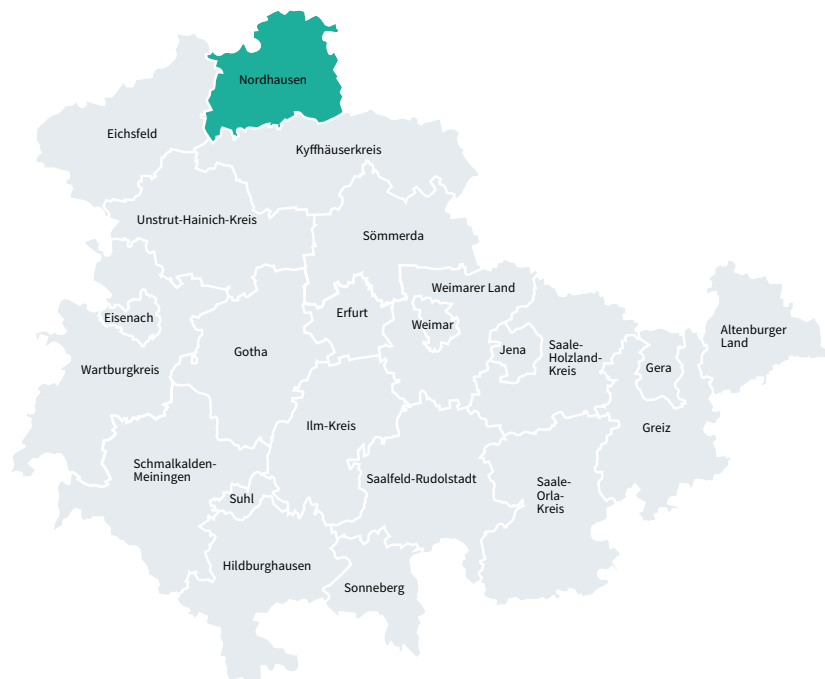 Nordhausen
Eichsfeld
Kyffhäuserkreis
Unstrut-Hainich-Kreis
Sömmerda
Weimarer Land
Eisenach
Erfurt
Weimar
Altenburger
Land
Gotha
Jena
Saale-
Holzland-
Kreis
Wartburgkreis
Gera
Ilm-Kreis
Greiz
Schmalkalden-
Meiningen
Saalfeld-Rudolstadt
Saale-
Orla-
Kreis
Suhl
Hildburghausen
Sonneberg